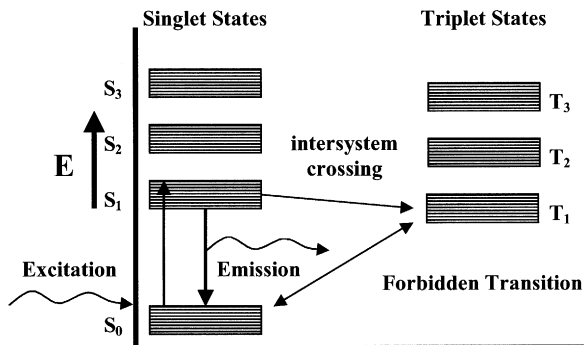 Singlet States
Triplet States
S3
T3
E
S2
intersystem
crossing
T2
S1
T1
Excitation
Emission
Forbidden Transition
S0